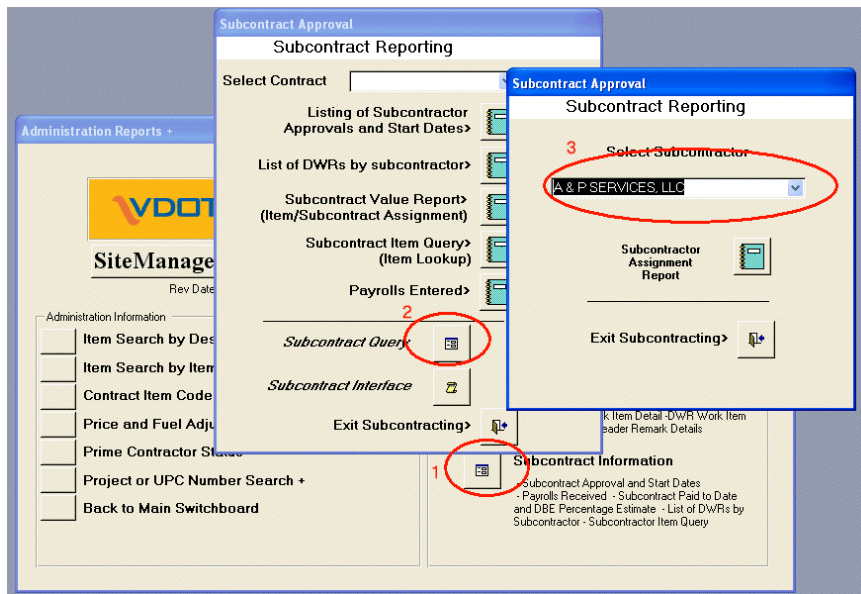 Subcontract Approval
Subcontract Reporting
Select Contract
Listing of Subcontractor
Approvals and Start Dates>
List of DWRs by subcontractor>
Subcontract Value Report>
(Item/Subcontract Assignment)
Subcontract Item Query>
(Item Lookup)
Payrolls Entered>
2
Subcontract Query
Subcontract Interface
Exit Subcontracting>
Subcontract Approval
Subcontract Reporting
3
Select Subcontractor
A & P SERVICES, LLC
Subcontractor
Assignment
Report
Exit Subcontracting>
Administration Reports +
VDOT
SiteManage
Rev Date
Administration Information
Item Search by Des
Item Search by Item
Contract Item Code
Price and Fuel Adju
Prime Contractor Status
Project or UPC Number Search +
Back to Main Switchboard
k Item Detail -DWR Work Item
eader Remark Details
1
Subcontract Information
- Subcontract Approval and Start Dates
- Payrolls Received - Subcontract Paid to Date
and DBE Percentage Estimate - List of DWRs by
Subcontractor - Subcontractor Item Query